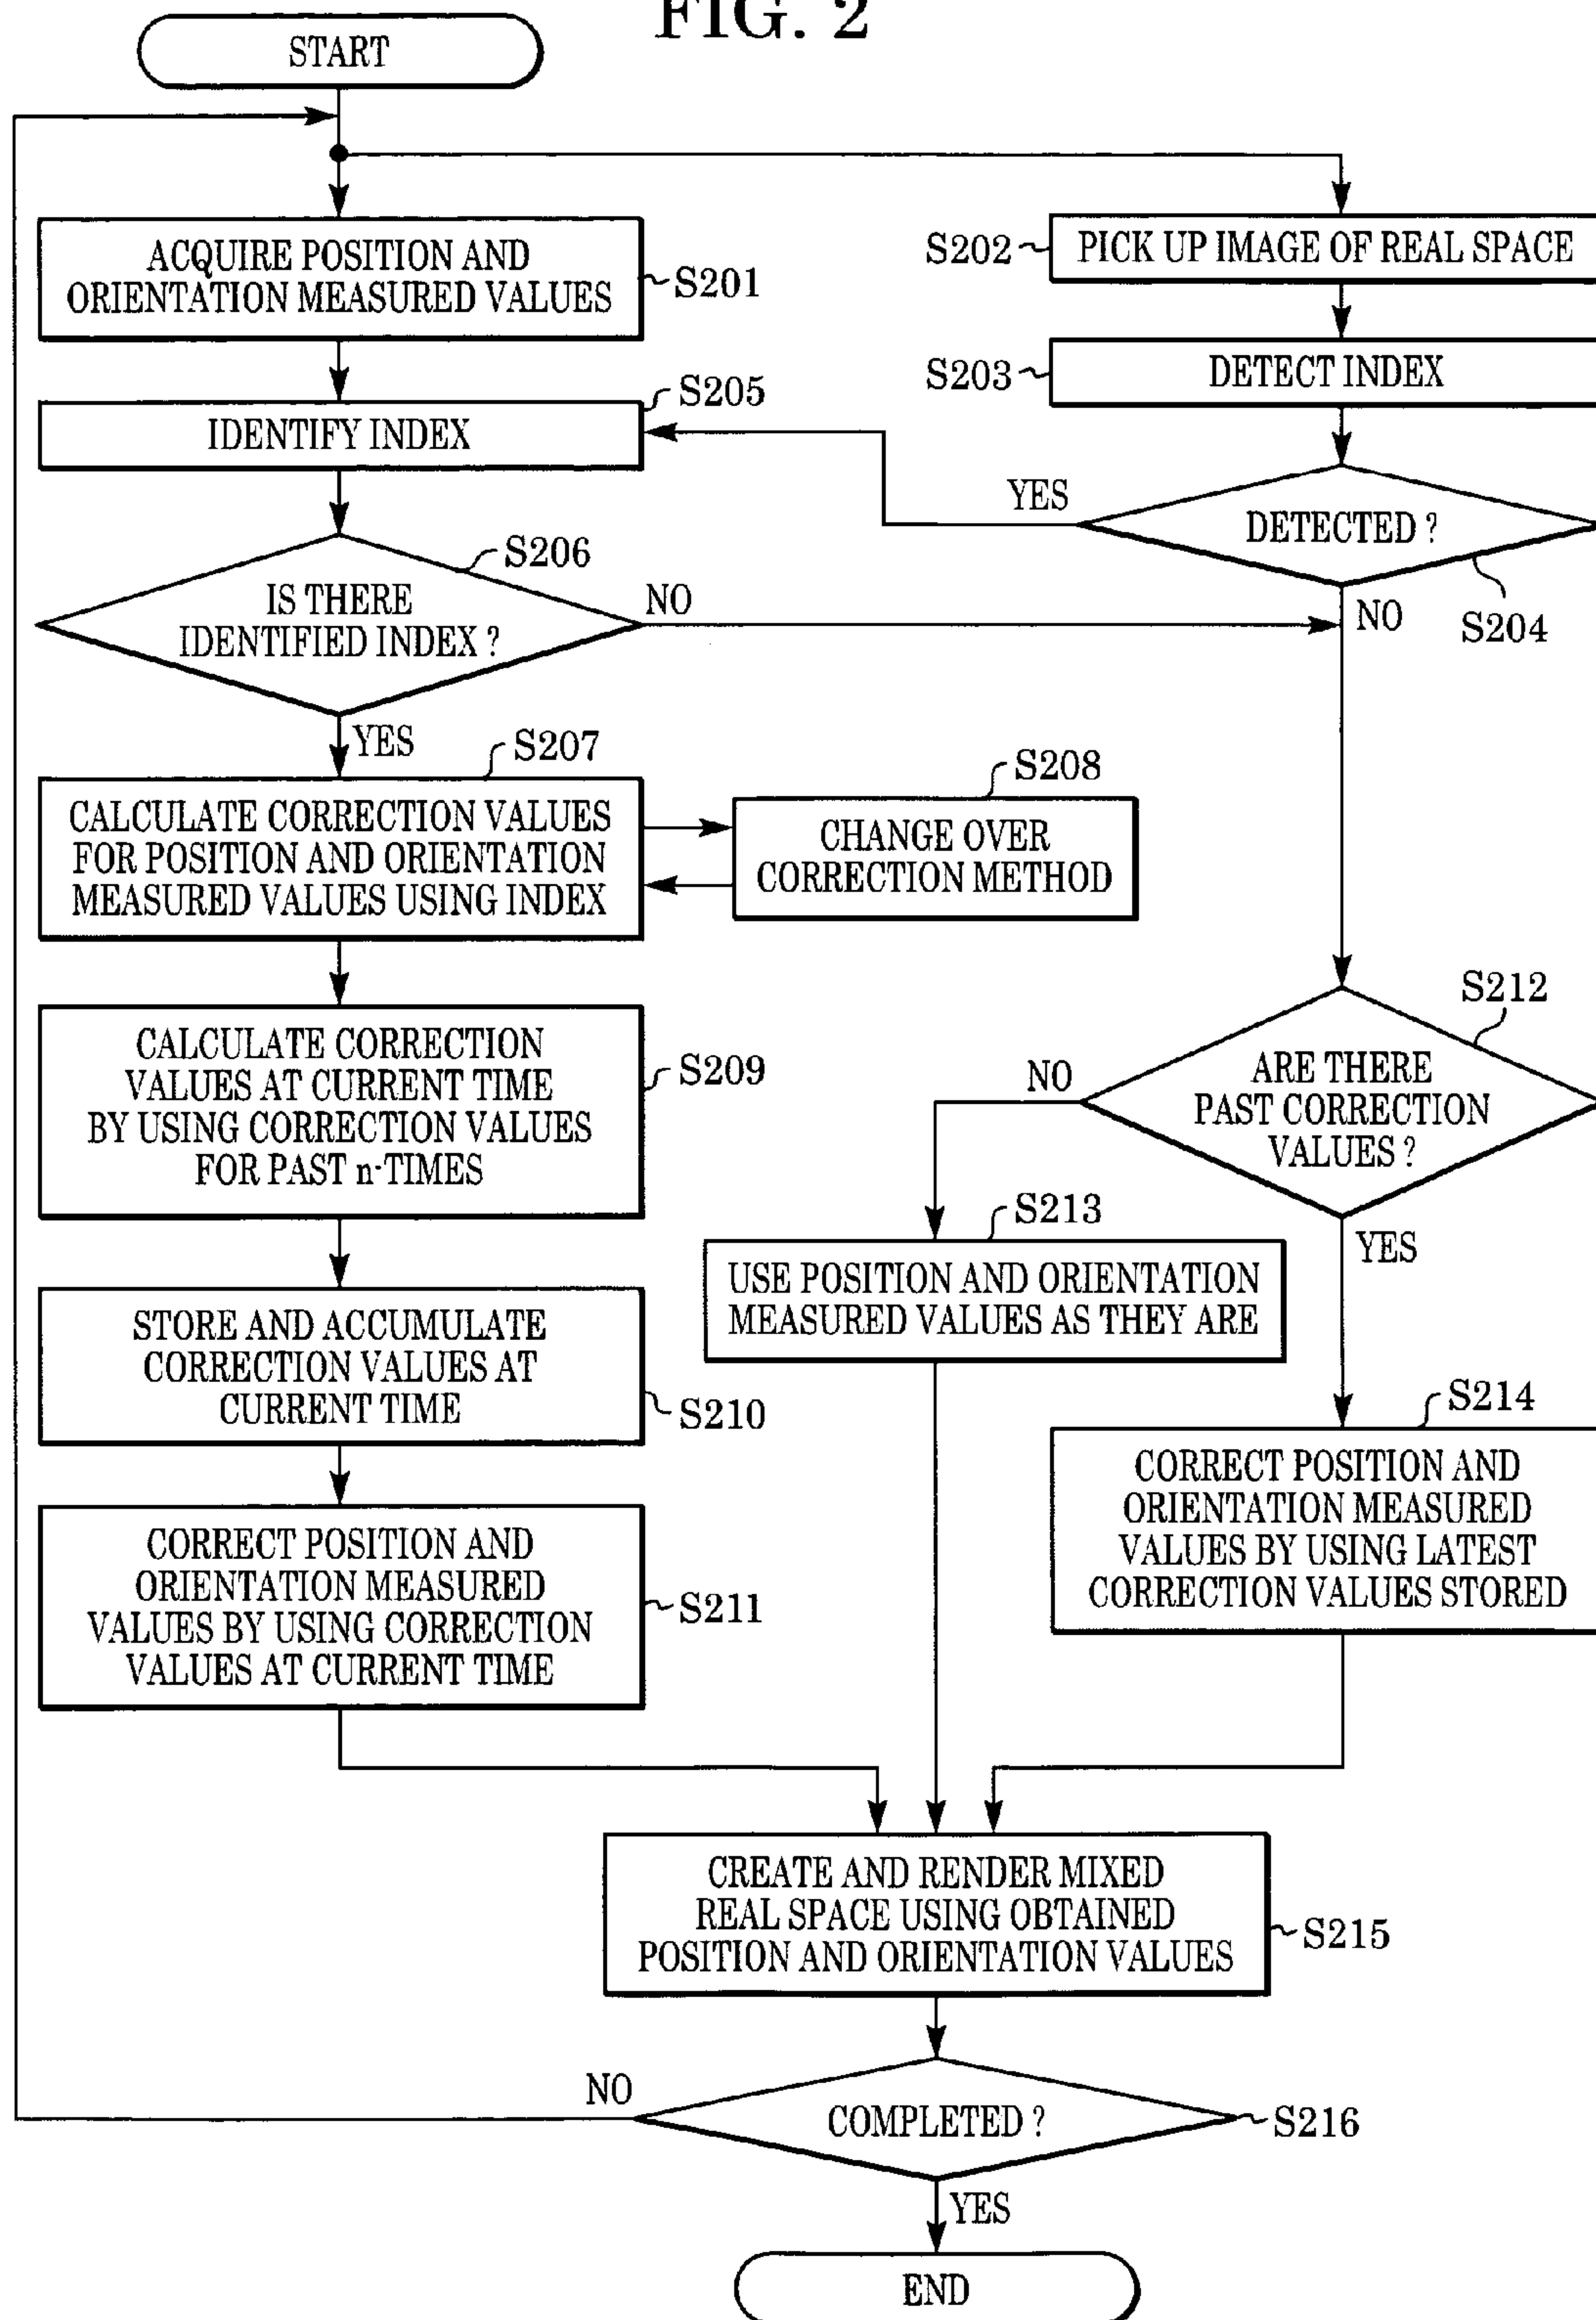 FIG. 2
START
ACQUIRE POSITION AND
ORIENTATION MEASURED VALUES
S201
S202
PICK UP IMAGE OF REAL SPACE
S203
DETECT INDEX
S205
IDENTIFY INDEX
YES
DETECTED ?
S204
NO
S206
IS THERE
IDENTIFIED INDEX ?
NO
YES
S207
CALCULATE CORRECTION VALUES
FOR POSITION AND ORIENTATION
MEASURED VALUES USING INDEX
S208
CHANGE OVER
CORRECTION METHOD
CALCULATE CORRECTION
VALUES AT CURRENT TIME
BY USING CORRECTION VALUES
FOR PAST n-TIMES
S209
S212
ARE THERE
PAST CORRECTION
VALUES ?
NO
YES
S213
USE POSITION AND ORIENTATION
MEASURED VALUES AS THEY ARE
STORE AND ACCUMULATE
CORRECTION VALUES AT
CURRENT TIME
S210
S214
CORRECT POSITION AND
ORIENTATION MEASURED
VALUES BY USING LATEST
CORRECTION VALUES STORED
CORRECT POSITION AND
ORIENTATION MEASURED
VALUES BY USING CORRECTION
VALUES AT CURRENT TIME
S211
CREATE AND RENDER MIXED
REAL SPACE USING OBTAINED
POSITION AND ORIENTATION VALUES
S215
NO
COMPLETED ?
S216
YES
END